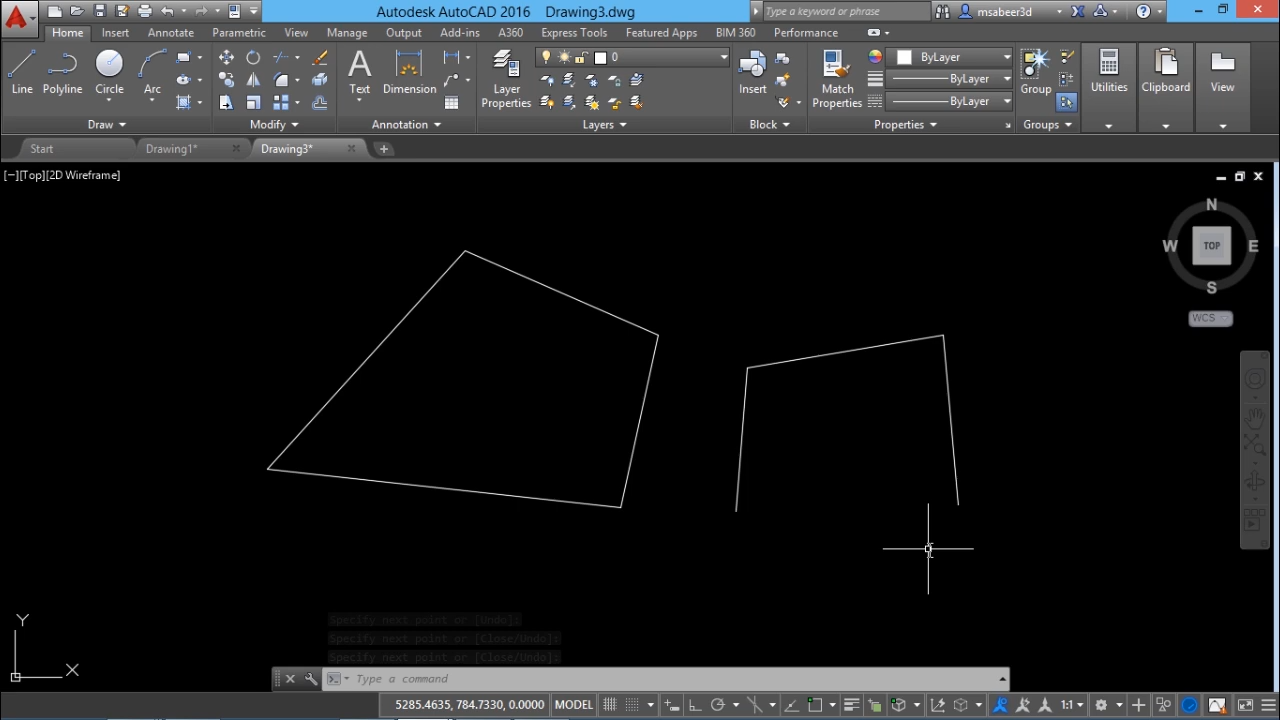 Autodesk AutoCAD 2016 Drawing3.dwg
Type a keyword or phrase
msabeer3d
Home Insert Annotate Parametric View Manage Output Add-ins A360 Express Tools Featured Apps BIM 360 Performance
Line Polyline Circle Arc
Text Dimension
Layer Properties
0
Insert
Match Properties
ByLayer
ByLayer
ByLayer
Group
Utilities Clipboard View
Draw Modify Annotation Layers Block Properties Groups
Start Drawing1* Drawing3*
[−][Top][2D Wireframe]
N
W TOP E
S
WCS
Y
X
Specify next point or [Undo]:
Specify next point or [Close/Undo]:
Specify next point or [Close/Undo]:
Type a command
5285.4635, 784.7330, 0.0000 MODEL
1:1